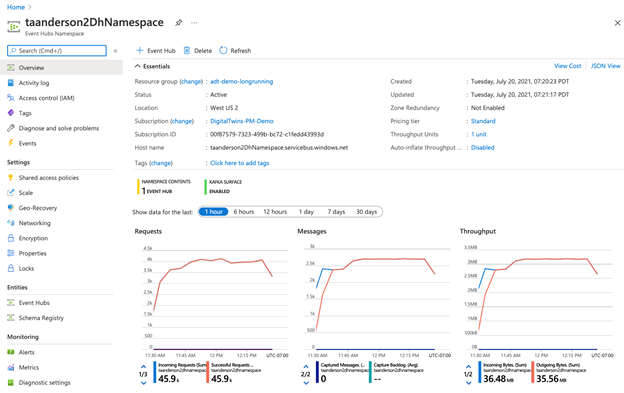 Home >
taanderson2DhNamespace
Event Hubs Namespace
Search (Cmd+/)
Overview
Activity log
Access control (IAM)
Tags
Diagnose and solve problems
Events
Settings
Shared access policies
Scale
Geo-Recovery
Networking
Encryption
Properties
Locks
Entities
Event Hubs
Schema Registry
Monitoring
Alerts
Metrics
Diagnostic settings
+ Event Hub Delete Refresh
Essentials View Cost JSON View
Resource group (change) : adt-demo-longrunning
Status : Active
Location : West US 2
Subscription (change) : DigitalTwins-PM-Demo
Subscription ID : 00f87579-7323-499b-bc72-c1fedd43993d
Host name : taanderson2DhNamespace.servicebus.windows.net
Tags (change) : Click here to add tags
Created : Tuesday, July 20, 2021, 07:20:23 PDT
Updated : Tuesday, July 20, 2021, 07:21:17 PDT
Zone Redundancy : Not Enabled
Pricing tier : Standard
Throughput Units : 1 unit
Auto-inflate throughput ... : Disabled
NAMESPACE CONTENTS
1 EVENT HUB
KAFKA SURFACE
ENABLED
Show data for the last: 1 hour 6 hours 12 hours 1 day 7 days 30 days
Requests
4.5k
4k
3.5k
3k
2.5k
2k
1.5k
1k
500
0
11:30 AM 11:45 AM 12 PM 12:15 PM UTC-07:00
1/3
Incoming Requests (Sum)
taanderson2dhnamespace
45.9 k
Successful Requests ...
taanderson2dhnamespace
45.9 k
Messages
3k
2.5k
2k
1.5k
1k
500
0
11:30 AM 11:45 AM 12 PM 12:15 PM UTC-07:00
2/2
Captured Messages. (...
taanderson2dhnamespace
0
Capture Backlog. (Avg)
taanderson2dhnamespace
--
Throughput
3.5MB
3MB
2.5MB
2MB
1.5MB
1MB
500kB
0B
11:30 AM 11:45 AM 12 PM 12:15 PM UTC-07:00
1/2
Incoming Bytes. (Sum)
taanderson2dhnamespace
36.48 MB
Outgoing Bytes. (Sum)
taanderson2dhnamespace
35.56 MB